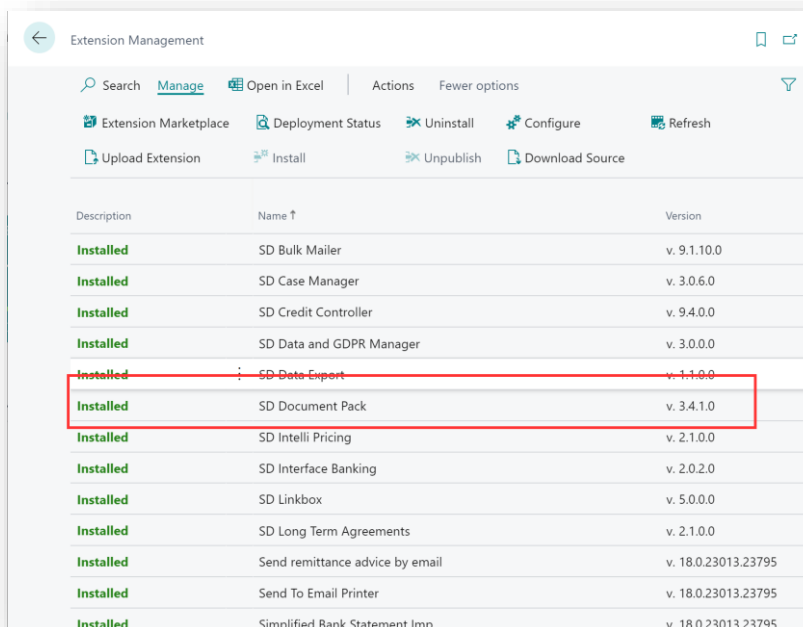 Extension Management
Search Manage Open in Excel Actions Fewer options
Extension Marketplace Deployment Status Uninstall Configure Refresh
Upload Extension Install Unpublish Download Source
Description Name ↑ Version
Installed SD Bulk Mailer v. 9.1.10.0
Installed SD Case Manager v. 3.0.6.0
Installed SD Credit Controller v. 9.4.0.0
Installed SD Data and GDPR Manager v. 3.0.0.0
Installed SD Data Export v. 1.1.0.0
Installed SD Document Pack v. 3.4.1.0
Installed SD Intelli Pricing v. 2.1.0.0
Installed SD Interface Banking v. 2.0.2.0
Installed SD Linkbox v. 5.0.0.0
Installed SD Long Term Agreements v. 2.1.0.0
Installed Send remittance advice by email v. 18.0.23013.23795
Installed Send To Email Printer v. 18.0.23013.23795
Installed Simplified Bank Statement Imp v. 18.0.23013.23795